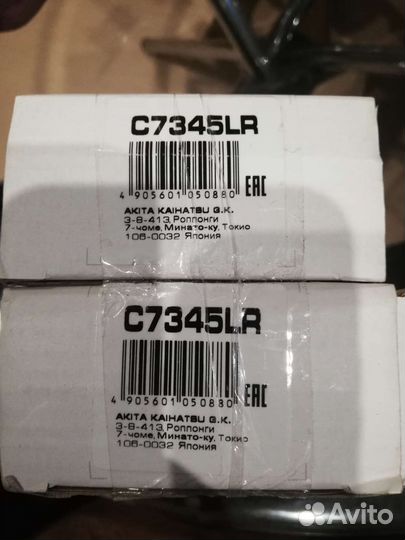 C7345LR
4 905601 050880 EAC
AKITA KAIHATSU G.K.
3-8-413, Роппонги
7-чоме, Минато-ку, Токио
106-0032 Япония
C7345LR
4 905601 050880 EAC
AKITA KAIHATSU G.K.
3-8-413, Роппонги
7-чоме, Минато-ку, Токио
106-0032 Япония
Avito